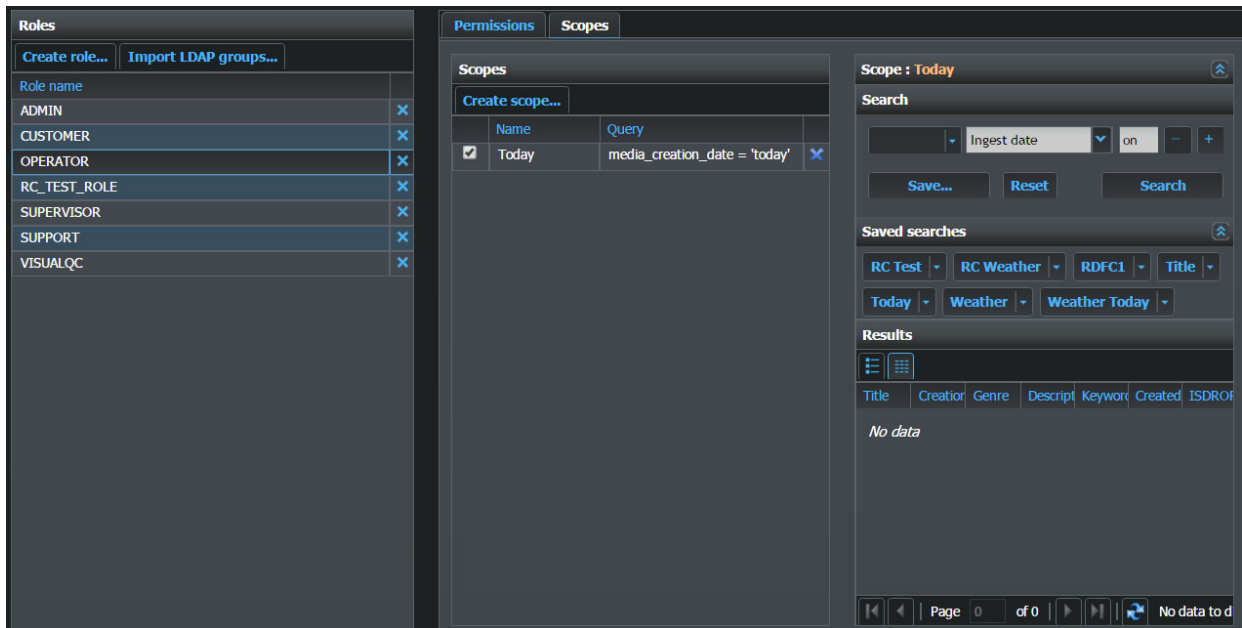 Roles
Create role... Import LDAP groups...
Role name
ADMIN
CUSTOMER
OPERATOR
RC_TEST_ROLE
SUPERVISOR
SUPPORT
VISUALQC
Permissions Scopes
Scopes
Create scope...
Name Query
Today media_creation_date = 'today'
Scope : Today
Search
Ingest date on
Save... Reset Search
Saved searches
RC Test RC Weather RDFC1 Title
Today Weather Weather Today
Results
Title Creation Genre Descript Keyword Created ISDROP
No data
Page 0 of 0 No data to d